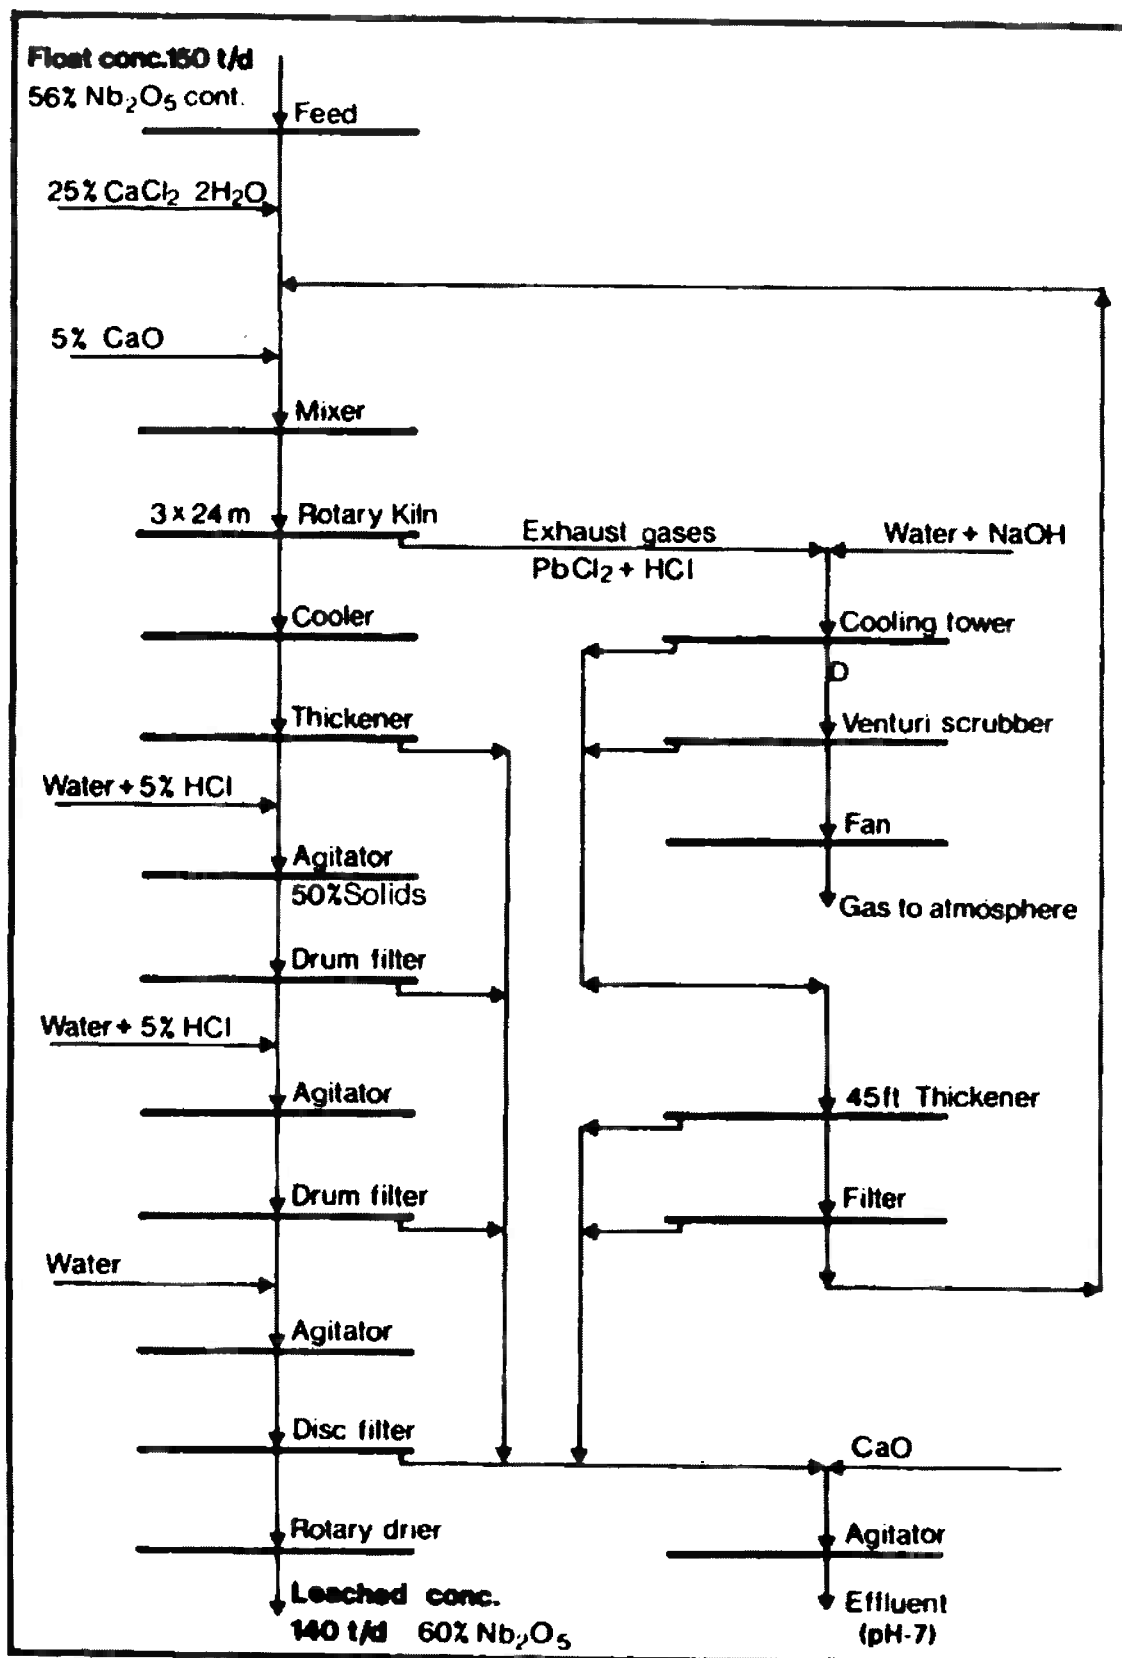 Float conc.150 t/d
56% Nb₂O₅ cont.
Feed
25% CaCl₂ 2H₂O
5% CaO
Mixer
3 × 24 m
Rotary Kiln
Exhaust gases
PbCl₂ + HCl
Water + NaOH
Cooler
Cooling tower
D
Thickener
Venturi scrubber
Water + 5% HCl
Fan
Agitator
50% Solids
Gas to atmosphere
Drum filter
Water + 5% HCl
Agitator
45ft Thickener
Drum filter
Filter
Water
Agitator
Disc filter
CaO
Rotary drier
Agitator
Leached conc.
140 t/d 60% Nb₂O₅
Effluent
(pH-7)